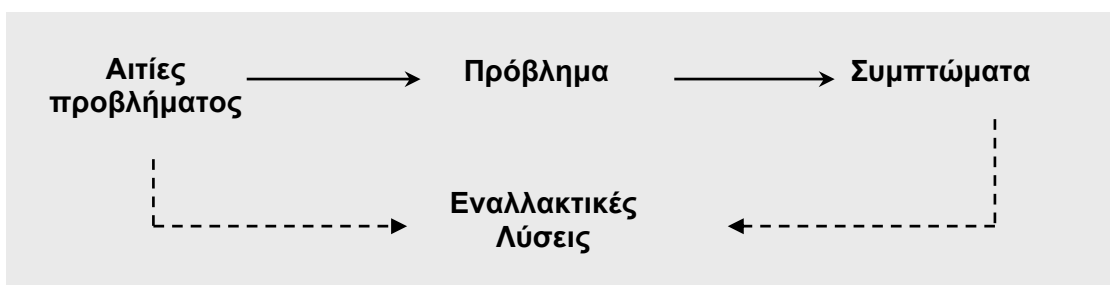 Αιτίες
προβλήματος
Πρόβλημα
Συμπτώματα
Εναλλακτικές
Λύσεις